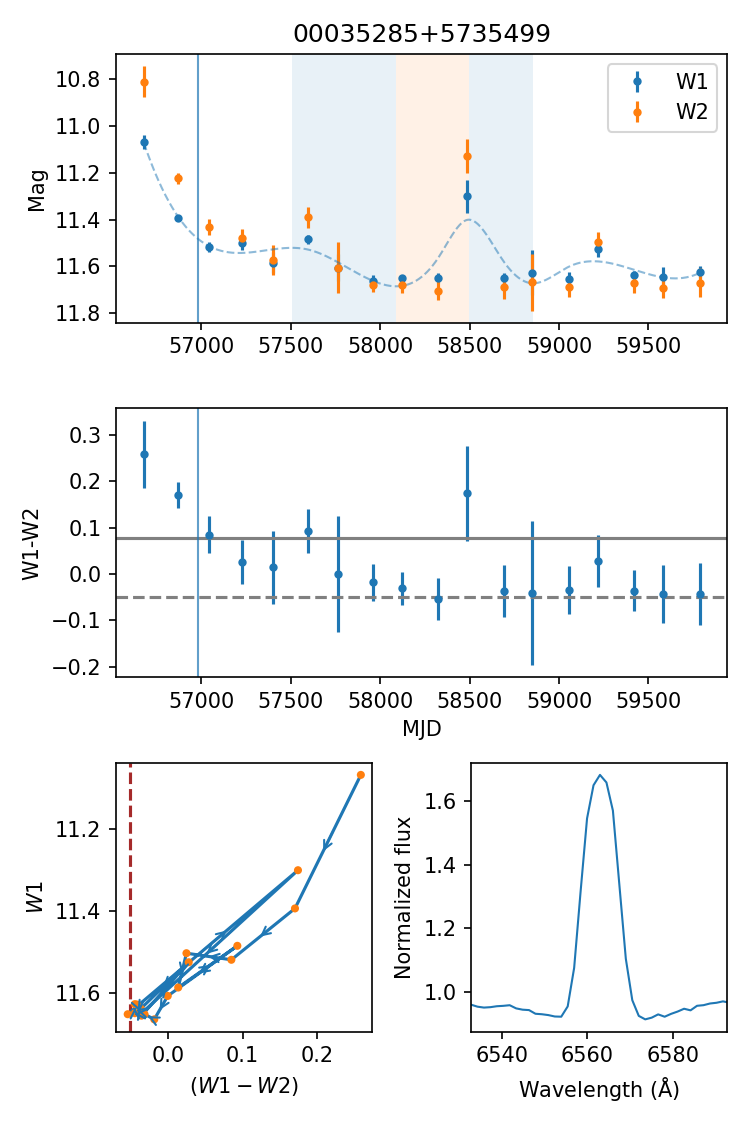 00035285+5735499
Mag
10.8
11.0
11.2
11.4
11.6
11.8
W1
W2
57000 57500 58000 58500 59000 59500
W1-W2
0.3
0.2
0.1
0.0
−0.1
−0.2
57000 57500 58000 58500 59000 59500
MJD
W1
11.2
11.4
11.6
0.0 0.1 0.2
(W1 − W2)
Normalized flux
1.6
1.4
1.2
1.0
6540 6560 6580
Wavelength (Å)